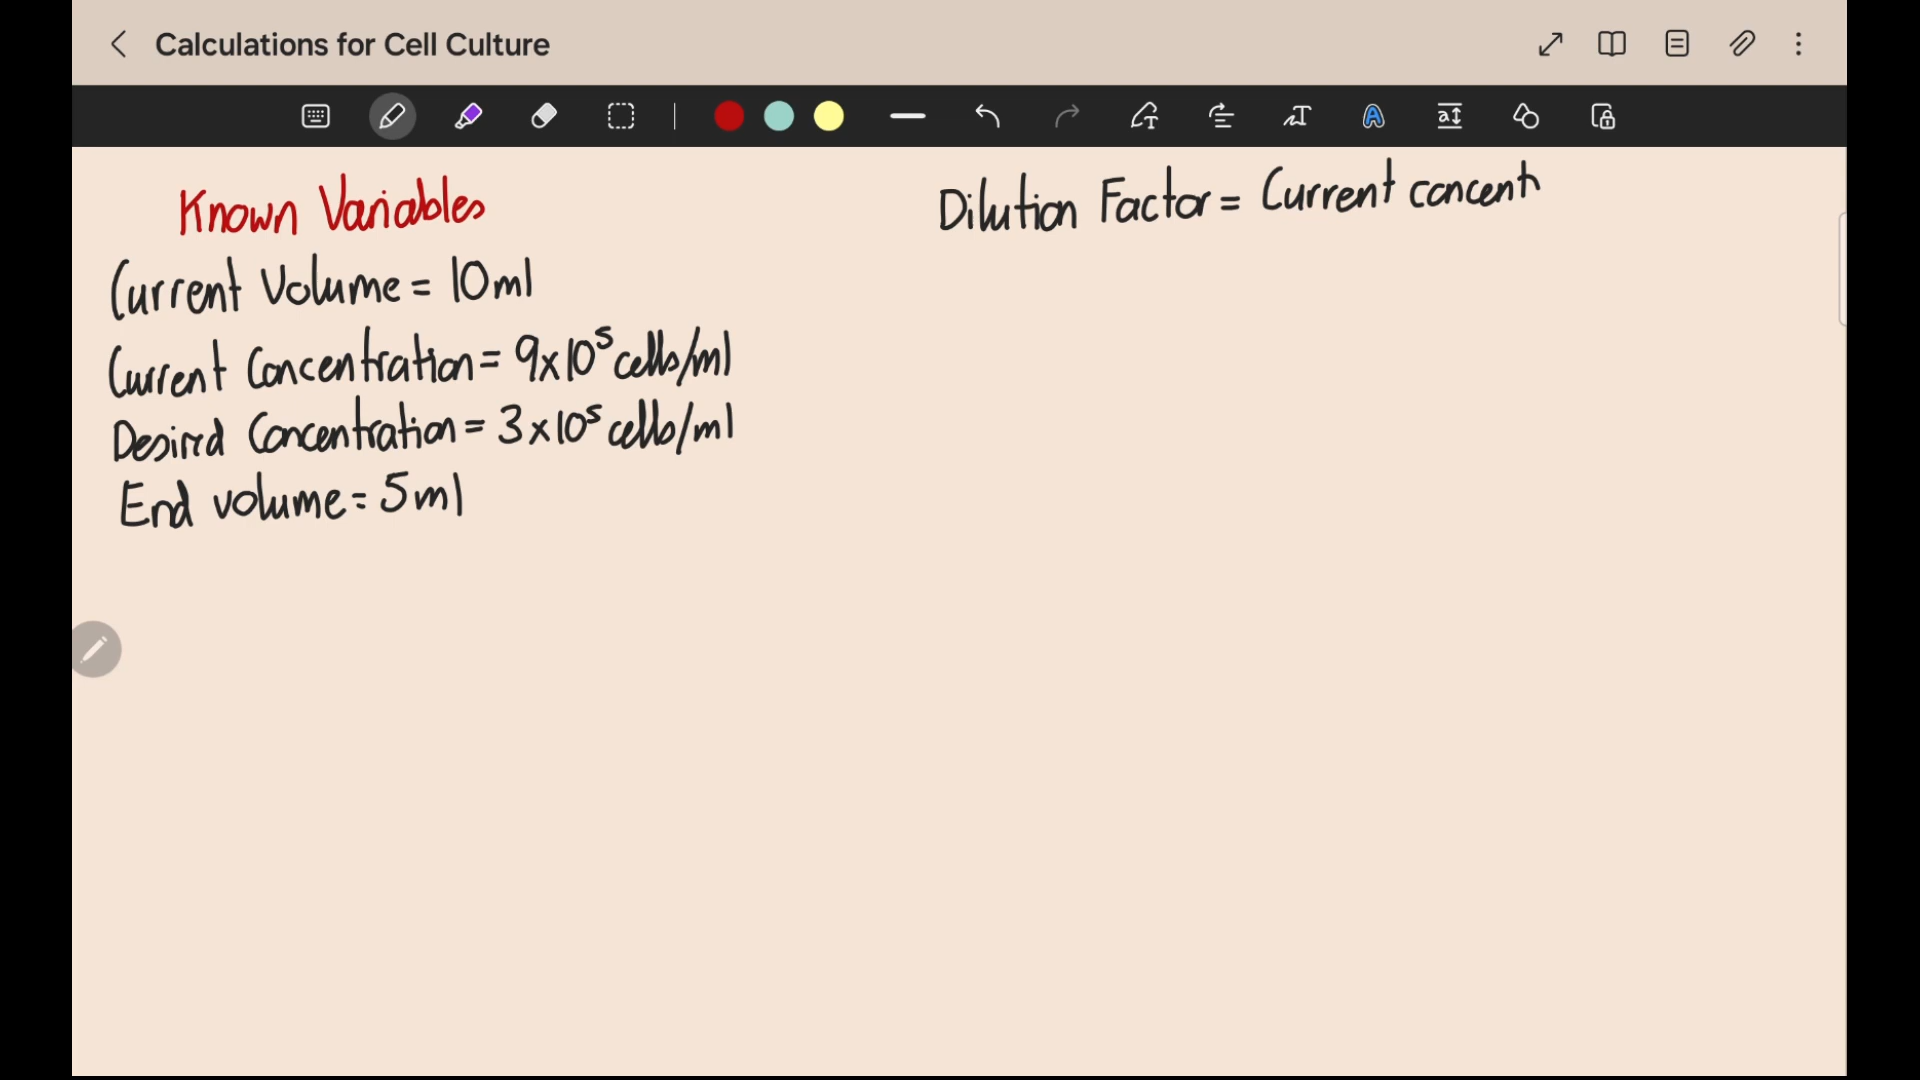 Calculations for Cell Culture
Known Variables
Current Volume = 10ml
Current Concentration = 9x10⁵ cells/ml
Desired Concentration = 3x10⁵ cells/ml
End volume = 5ml
Dilution Factor = Current concent